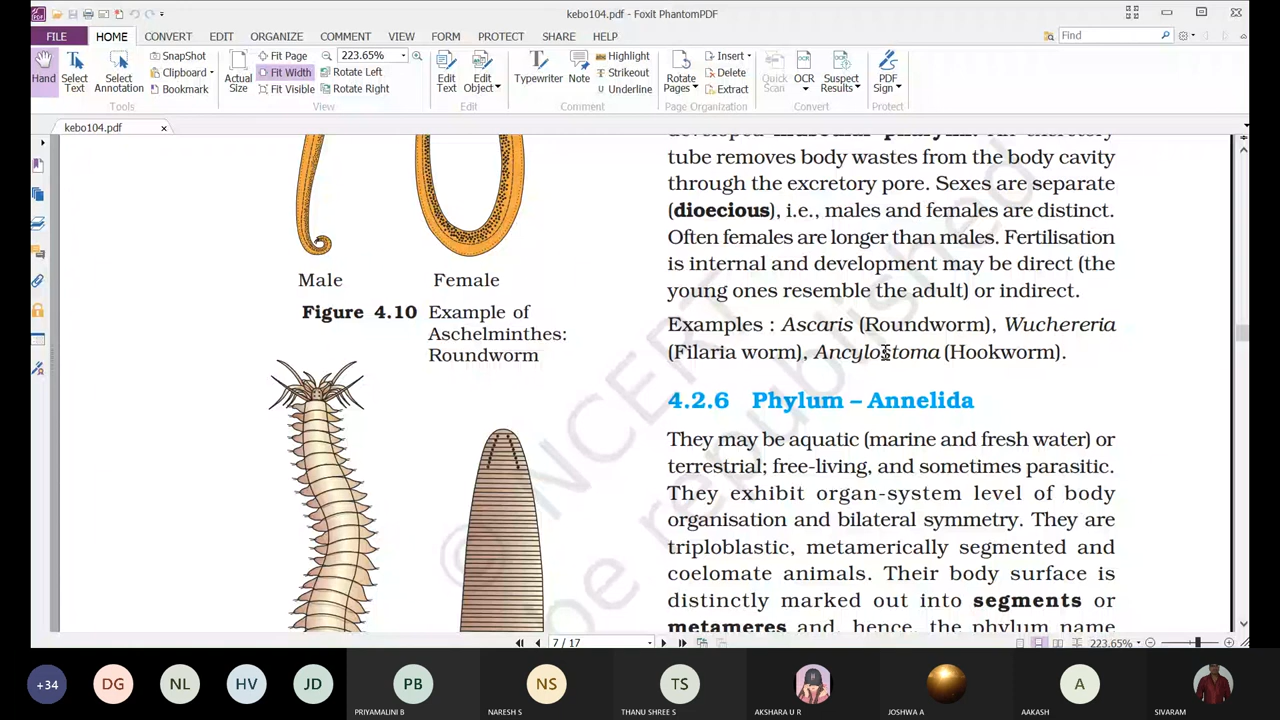 kebo104.pdf - Foxit PhantomPDF
FILE HOME CONVERT EDIT ORGANIZE COMMENT VIEW FORM PROTECT SHARE HELP Find
Hand
Select Text
Select Annotation
SnapShot
Clipboard
Bookmark
Tools
Actual Size
Fit Page
Fit Width
Fit Visible
223.65%
Rotate Left
Rotate Right
View
Edit Text
Edit Object
Edit
Typewriter
Note
Highlight
Strikeout
Underline
Comment
Rotate Pages
Insert
Delete
Extract
Page Organization
Quick Scan
OCR
Suspect Results
Convert
PDF Sign
Protect
kebo104.pdf
Male Female
Figure 4.10 Example of
Aschelminthes:
Roundworm
tube removes body wastes from the body cavity
through the excretory pore. Sexes are separate
(dioecious), i.e., males and females are distinct.
Often females are longer than males. Fertilisation
is internal and development may be direct (the
young ones resemble the adult) or indirect.
Examples : Ascaris (Roundworm), Wuchereria
(Filaria worm), Ancylostoma (Hookworm).
4.2.6 Phylum – Annelida
They may be aquatic (marine and fresh water) or
terrestrial; free-living, and sometimes parasitic.
They exhibit organ-system level of body
organisation and bilateral symmetry. They are
triploblastic, metamerically segmented and
coelomate animals. Their body surface is
distinctly marked out into segments or
metameres and, hence, the phylum name
© NCERT
be republished
7 / 17
223.65%
+34 DG NL HV JD PB NS TS A
PRIYAMALINI B NARESH S THANU SHREE S AKSHARA U R JOSHWA A AAKASH SIVARAM